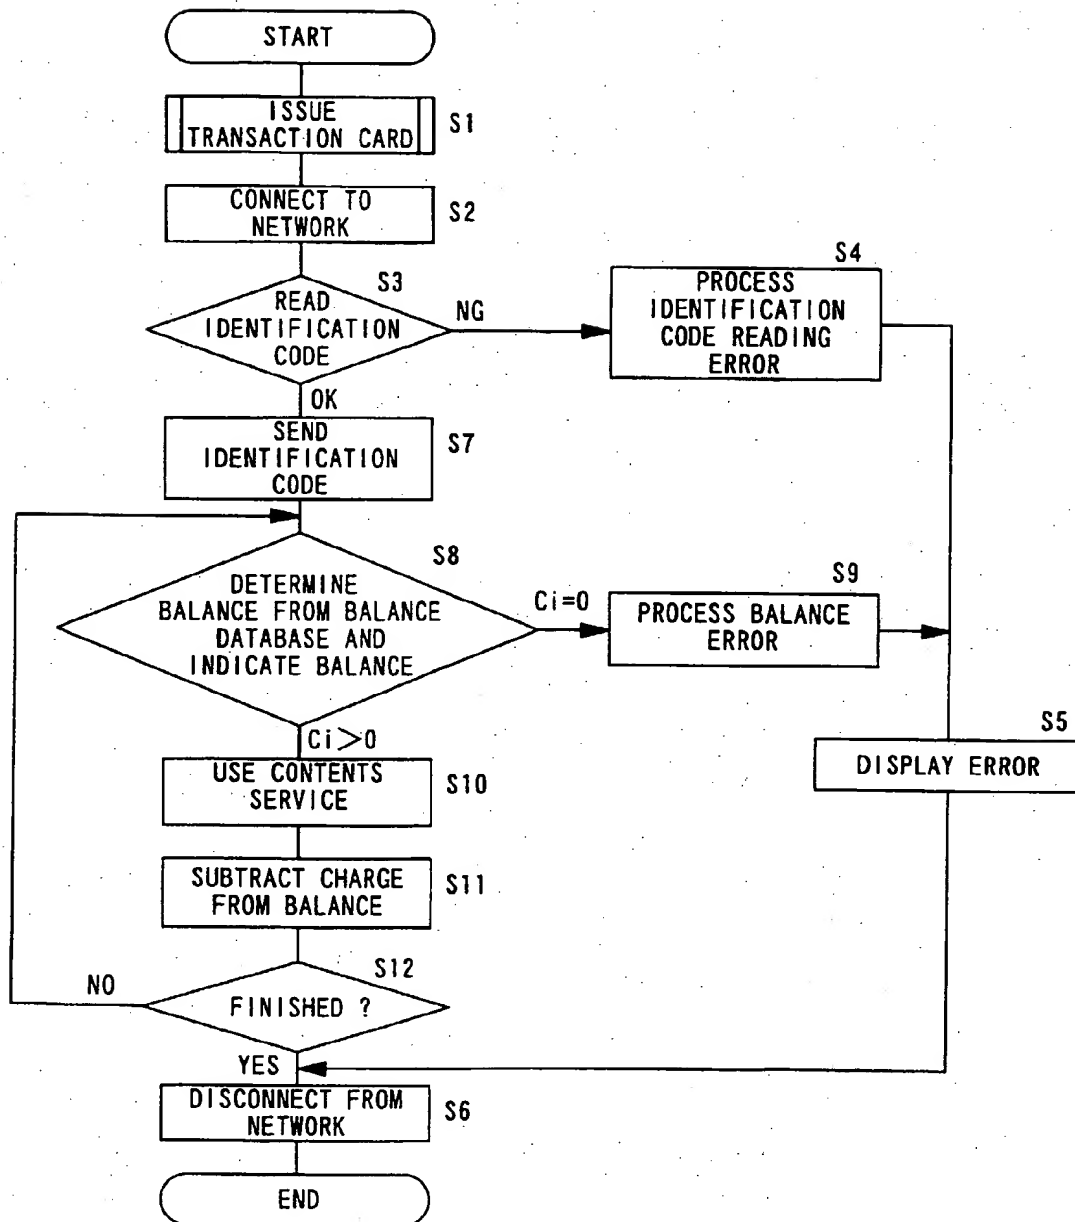 START
ISSUE
TRANSACTION CARD
S1
CONNECT TO
NETWORK
S2
S3
READ
IDENTIFICATION
CODE
NG
S4
PROCESS
IDENTIFICATION
CODE READING
ERROR
OK
SEND
IDENTIFICATION
CODE
S7
S8
DETERMINE
BALANCE FROM BALANCE
DATABASE AND
INDICATE BALANCE
Ci=0
S9
PROCESS BALANCE
ERROR
Ci>0
S5
DISPLAY ERROR
USE CONTENTS
SERVICE
S10
SUBTRACT CHARGE
FROM BALANCE
S11
S12
NO
FINISHED ?
YES
DISCONNECT FROM
NETWORK
S6
END